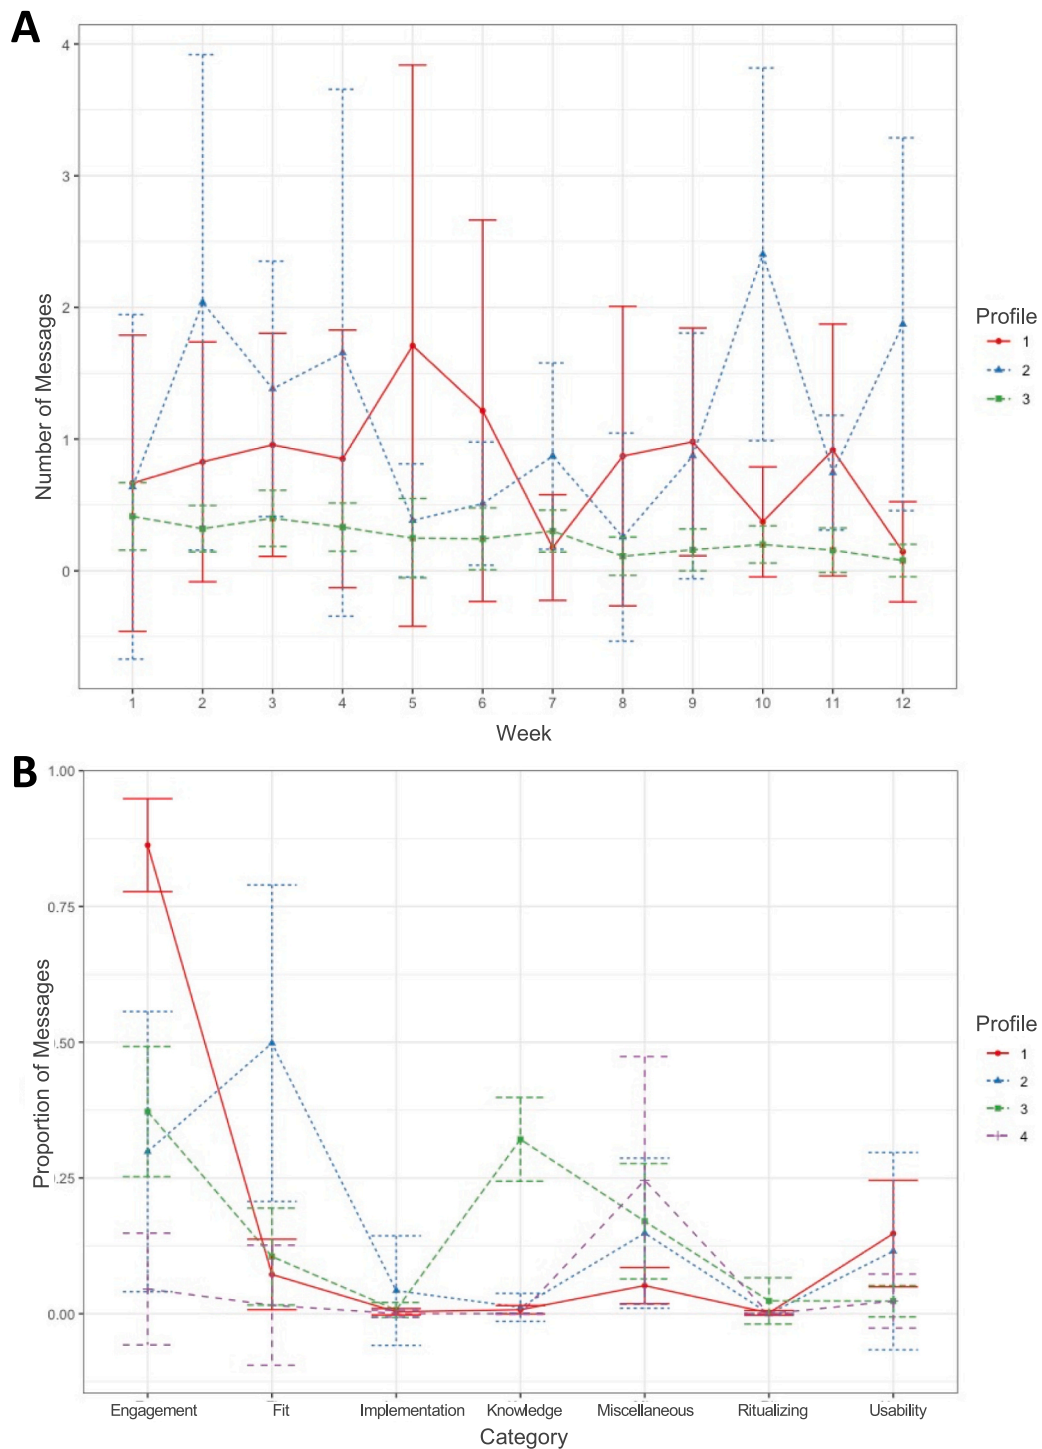 A
4
3
2
1
0
Number of Messages
1 2 3 4 5 6 7 8 9 10 11 12
Week
Profile
1
2
3
B
1.00
0.75
.50
.25
0.00
Proportion of Messages
Engagement Fit Implementation Knowledge Miscellaneous Ritualizing Usability
Category
Profile
1
2
3
4